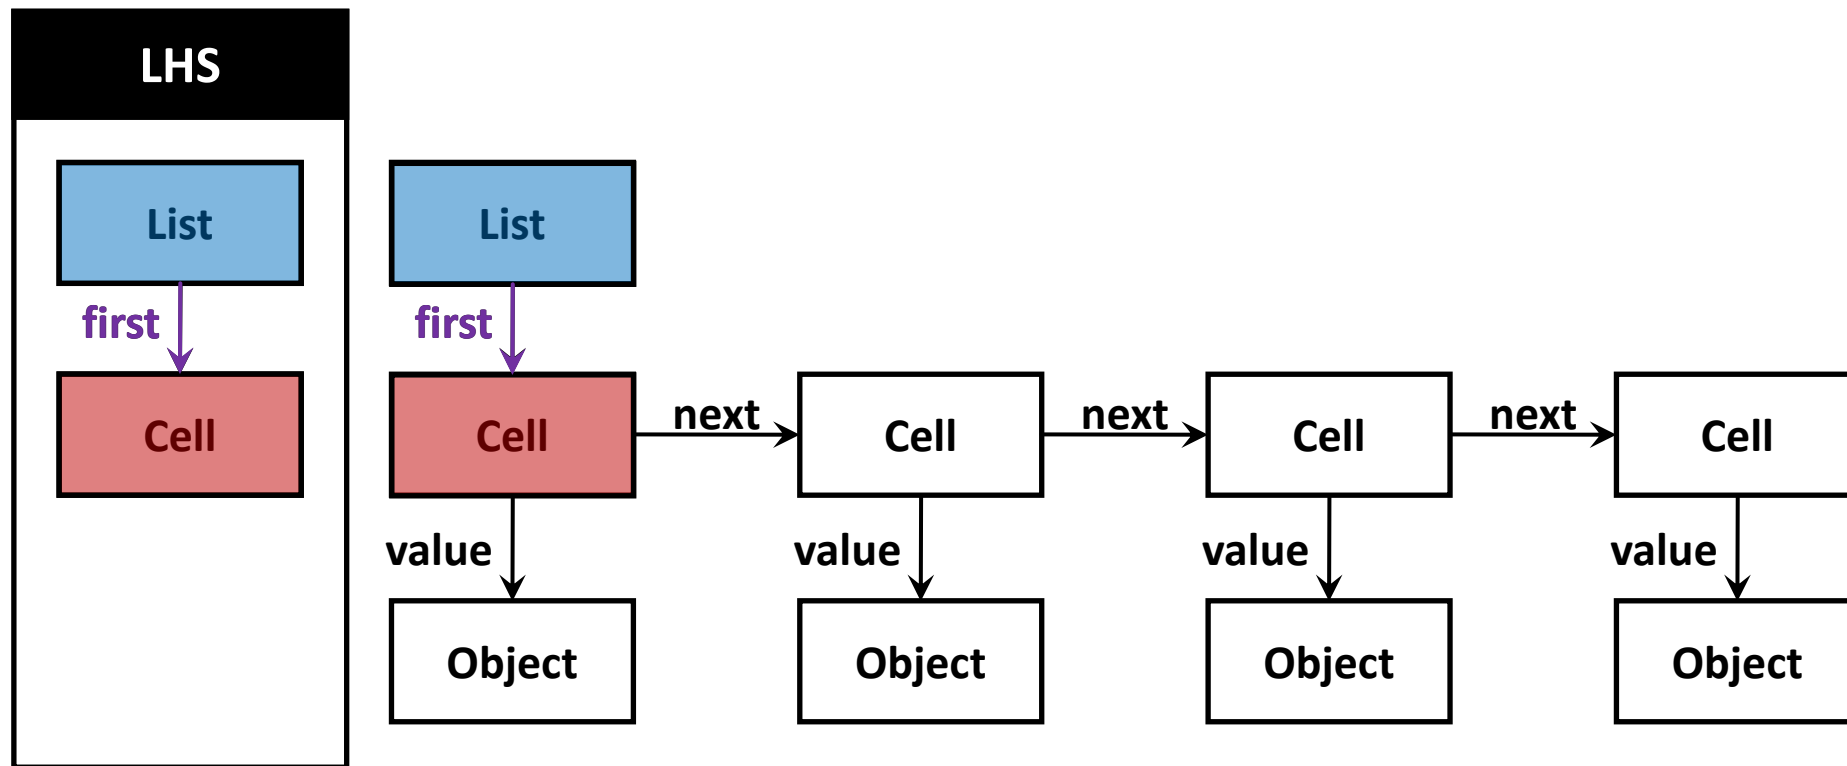 LHS
List
List
first
first
Cell
Cell
next
Cell
next
Cell
next
Cell
value
value
value
value
Object
Object
Object
Object